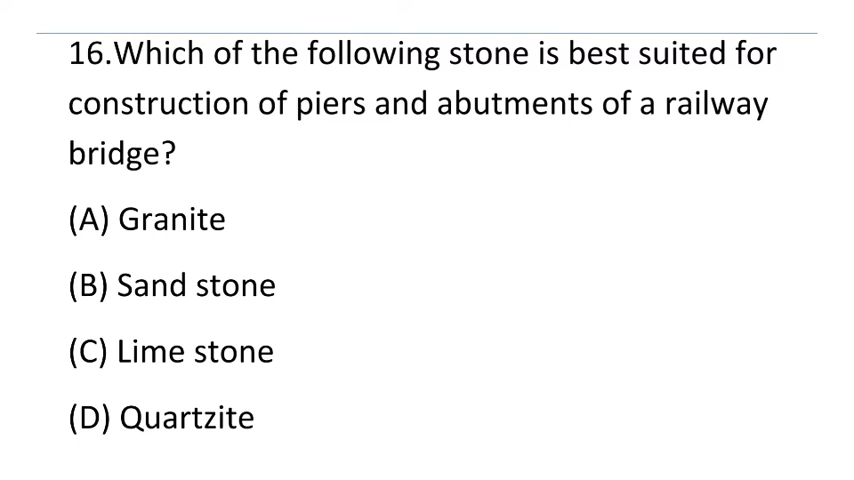 16.Which of the following stone is best suited for
construction of piers and abutments of a railway
bridge?
(A) Granite
(B) Sand stone
(C) Lime stone
(D) Quartzite